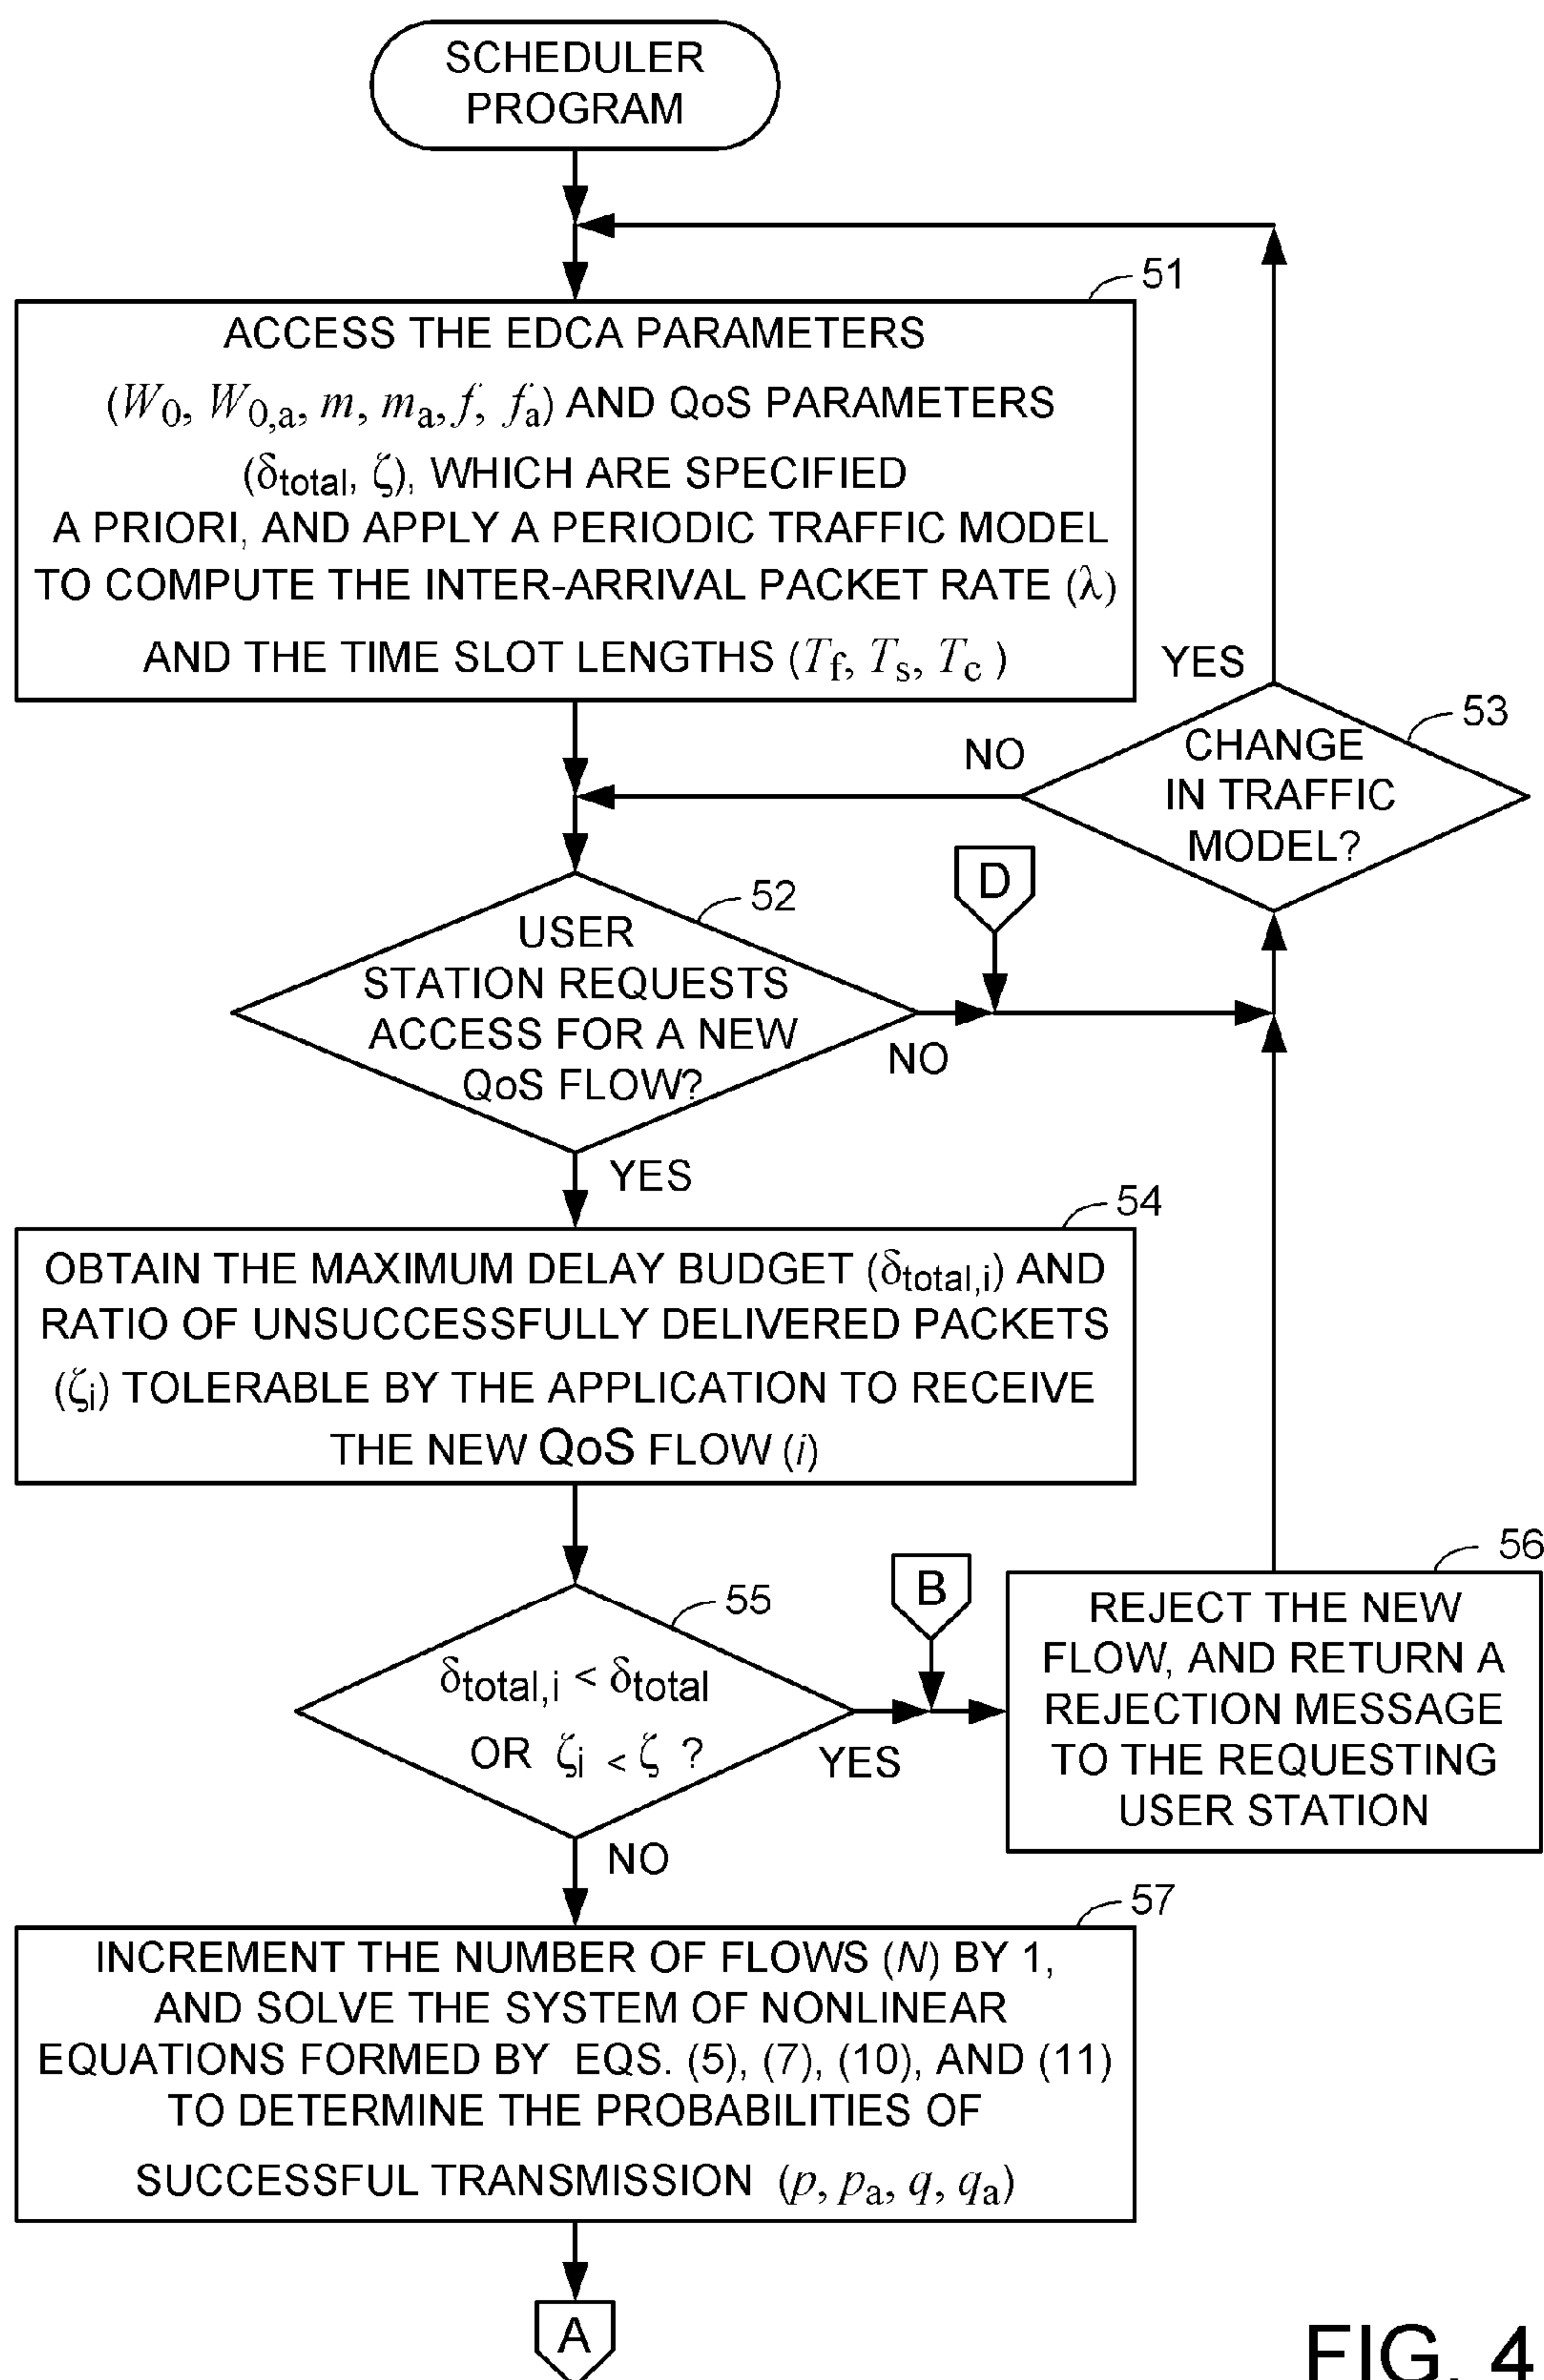 SCHEDULER
PROGRAM
51
ACCESS THE EDCA PARAMETERS
(W0, W0,a, m, ma, f, fa) AND QoS PARAMETERS
(δtotal, ζ), WHICH ARE SPECIFIED
A PRIORI, AND APPLY A PERIODIC TRAFFIC MODEL
TO COMPUTE THE INTER-ARRIVAL PACKET RATE (λ)
AND THE TIME SLOT LENGTHS (Tf, Ts, Tc )
YES
53
CHANGE
IN TRAFFIC
MODEL?
NO
D
52
USER
STATION REQUESTS
ACCESS FOR A NEW
QoS FLOW?
NO
YES
54
OBTAIN THE MAXIMUM DELAY BUDGET (δtotal,i) AND
RATIO OF UNSUCCESSFULLY DELIVERED PACKETS
(ζi) TOLERABLE BY THE APPLICATION TO RECEIVE
THE NEW QoS FLOW (i)
55
δtotal,i < δtotal
OR ζi < ζ ?
YES
B
56
REJECT THE NEW
FLOW, AND RETURN A
REJECTION MESSAGE
TO THE REQUESTING
USER STATION
NO
57
INCREMENT THE NUMBER OF FLOWS (N) BY 1,
AND SOLVE THE SYSTEM OF NONLINEAR
EQUATIONS FORMED BY EQS. (5), (7), (10), AND (11)
TO DETERMINE THE PROBABILITIES OF
SUCCESSFUL TRANSMISSION (p, pa, q, qa)
A
FIG. 4